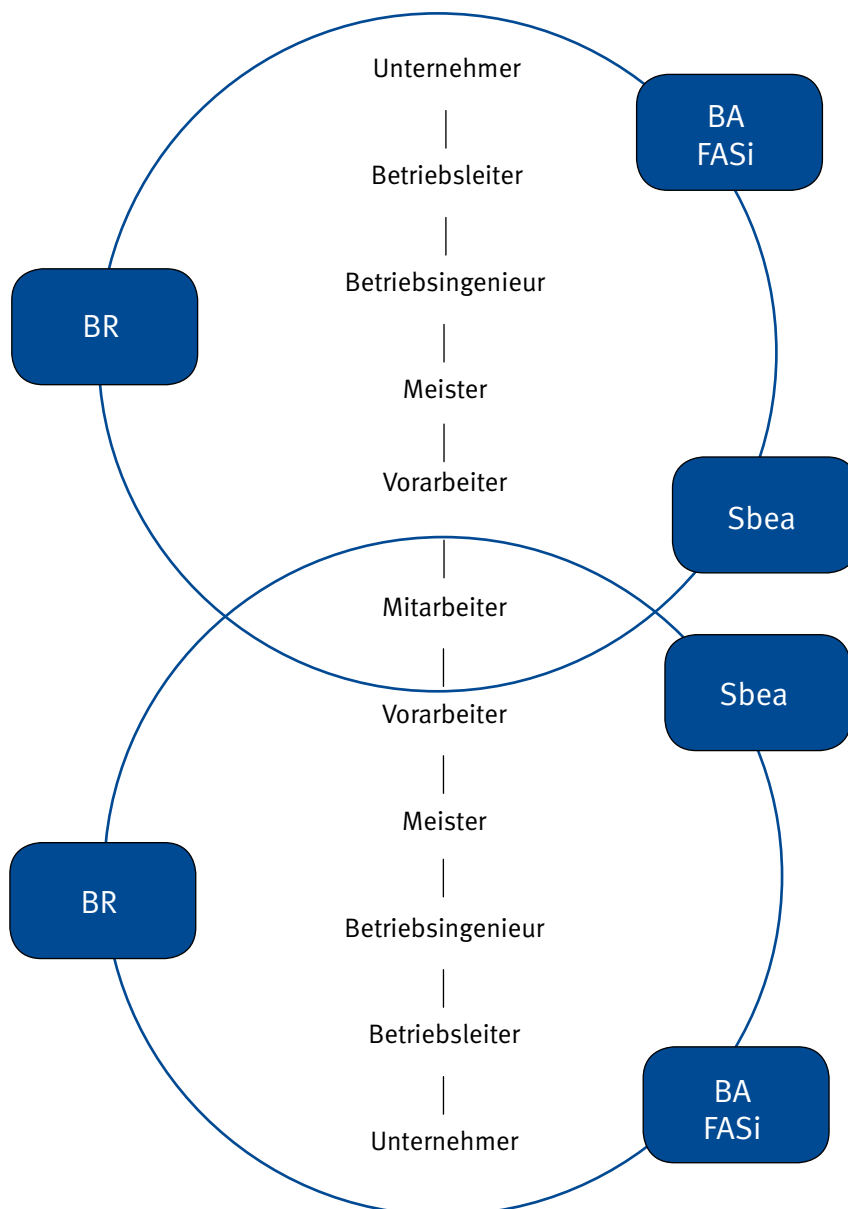 Unternehmer
BA
FASi
Betriebsleiter
Betriebsingenieur
BR
Meister
Vorarbeiter
Sbea
Mitarbeiter
Sbea
Vorarbeiter
Meister
BR
Betriebsingenieur
Betriebsleiter
BA
FASi
Unternehmer